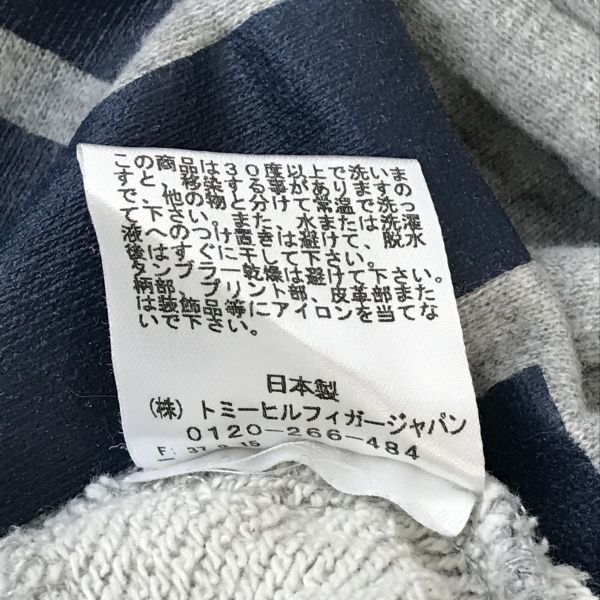 この商品は30度以上で洗いま
すと、移染する事がありますの
で、他の物と分けて常温で洗っ
て下さい。また、水または洗濯
液へのつけ置きは避けて、脱水
後はすぐに干して下さい。
タンブラー乾燥は避けて下さい。
柄部、プリント部、皮革部また
は装飾品等にアイロンを当てな
いで下さい。
日本製
(株)トミーヒルフィガージャパン
0120-266-484